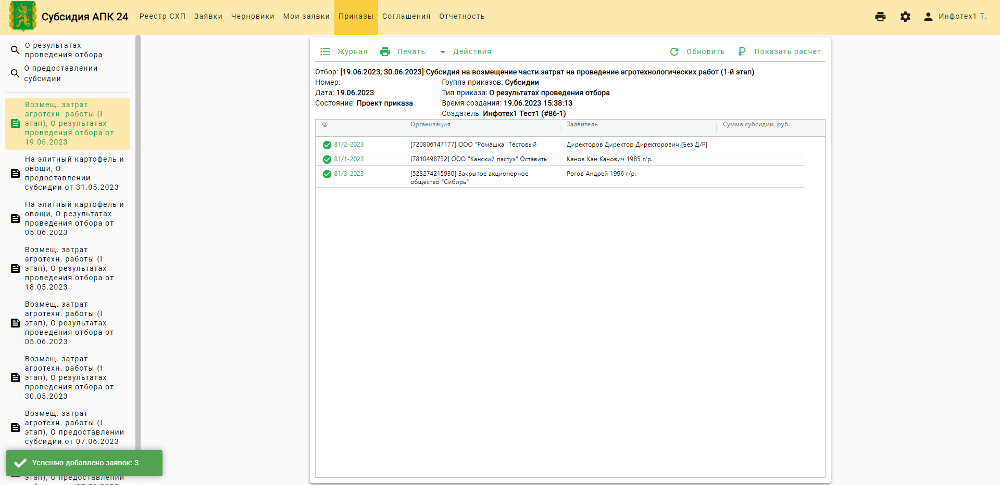 Субсидия АПК 24
Реестр СХП
Заявки
Черновики
Мои заявки
Приказы
Соглашения
Отчетность
Инфотех1 Т.
О результатах
проведения отбора
О предоставлении
субсидии
Возмещ. затрат
агротехн. работы (I
этап), О результатах
проведения отбора от
19.06.2023
На элитный картофель и
овощи, О
предоставлении
субсидии от 31.05.2023
На элитный картофель и
овощи, О результатах
проведения отбора от
05.06.2023
Возмещ. затрат
агротехн. работы (I
этап), О результатах
проведения отбора от
18.05.2023
Возмещ. затрат
агротехн. работы (I
этап), О результатах
проведения отбора от
05.06.2023
Возмещ. затрат
агротехн. работы (I
этап), О результатах
проведения отбора от
30.05.2023
Возмещ. затрат
агротехн. работы (I
этап), О предоставлении
субсидии от 07.06.2023
Успешно добавлено заявок: 3
этап), О предоставлении
Журнал
Печать
Действия
Обновить
Показать расчет
Отбор: [19.06.2023; 30.06.2023] Субсидия на возмещение части затрат на проведение агротехнологических работ (1-й этап)
Номер:
Группа приказов: Субсидии
Дата: 19.06.2023
Тип приказа: О результатах проведения отбора
Состояние: Проект приказа
Время создания: 19.06.2023 15:38:13
Создатель: Инфотех1 Тест1 (#86-1)
@
Организация
Заявитель
Сумма субсидии, руб.
81/2-2023
[720806147177] ООО "Ромашка" Тестовый
Директоров Директор Директорович [Без Д/Р]
81/1-2023
[7810498732] ООО "Канский пастух" Оставить
Канов Кан Канович 1985 г/р.
81/3-2023
[528274215930] Закрытое акционерное
общество "Сибирь"
Рогов Андрей 1996 г/р.